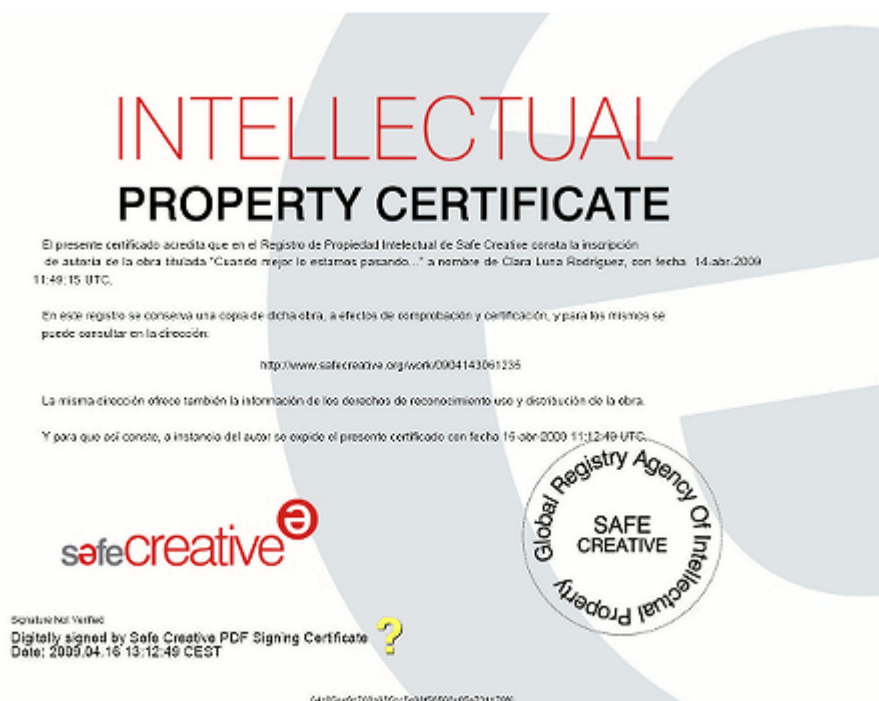 INTELLECTUAL
PROPERTY CERTIFICATE
El presente certificado acredita que en el Registro de Propiedad Intelectual de Safe Creative consta la inscripción
de autoría de la obra titulada "Cuando mejor lo estamos pasando..." a nombre de Clara Luna Rodríguez, con fecha 14-abr-2009
11:49:15 UTC.
En este registro se conserva una copia de dicha obra, a efectos de comprobación y certificación, y para los mismos se
puede consultar en la dirección:
http://www.safecreative.org/work/0904143061235
La misma dirección ofrece también la información de los derechos de reconocimiento uso y distribución de la obra.
Y para que así conste, a instancia del autor se expide el presente certificado con fecha 16-abr-2009 11:12:49 UTC.
Global Registry Agency Of Intellectual Property
SAFE
CREATIVE
safecreative
Signature Not Verified
Digitally signed by Safe Creative PDF Signing Certificate
Date: 2009.04.16 13:12:49 CEST
?